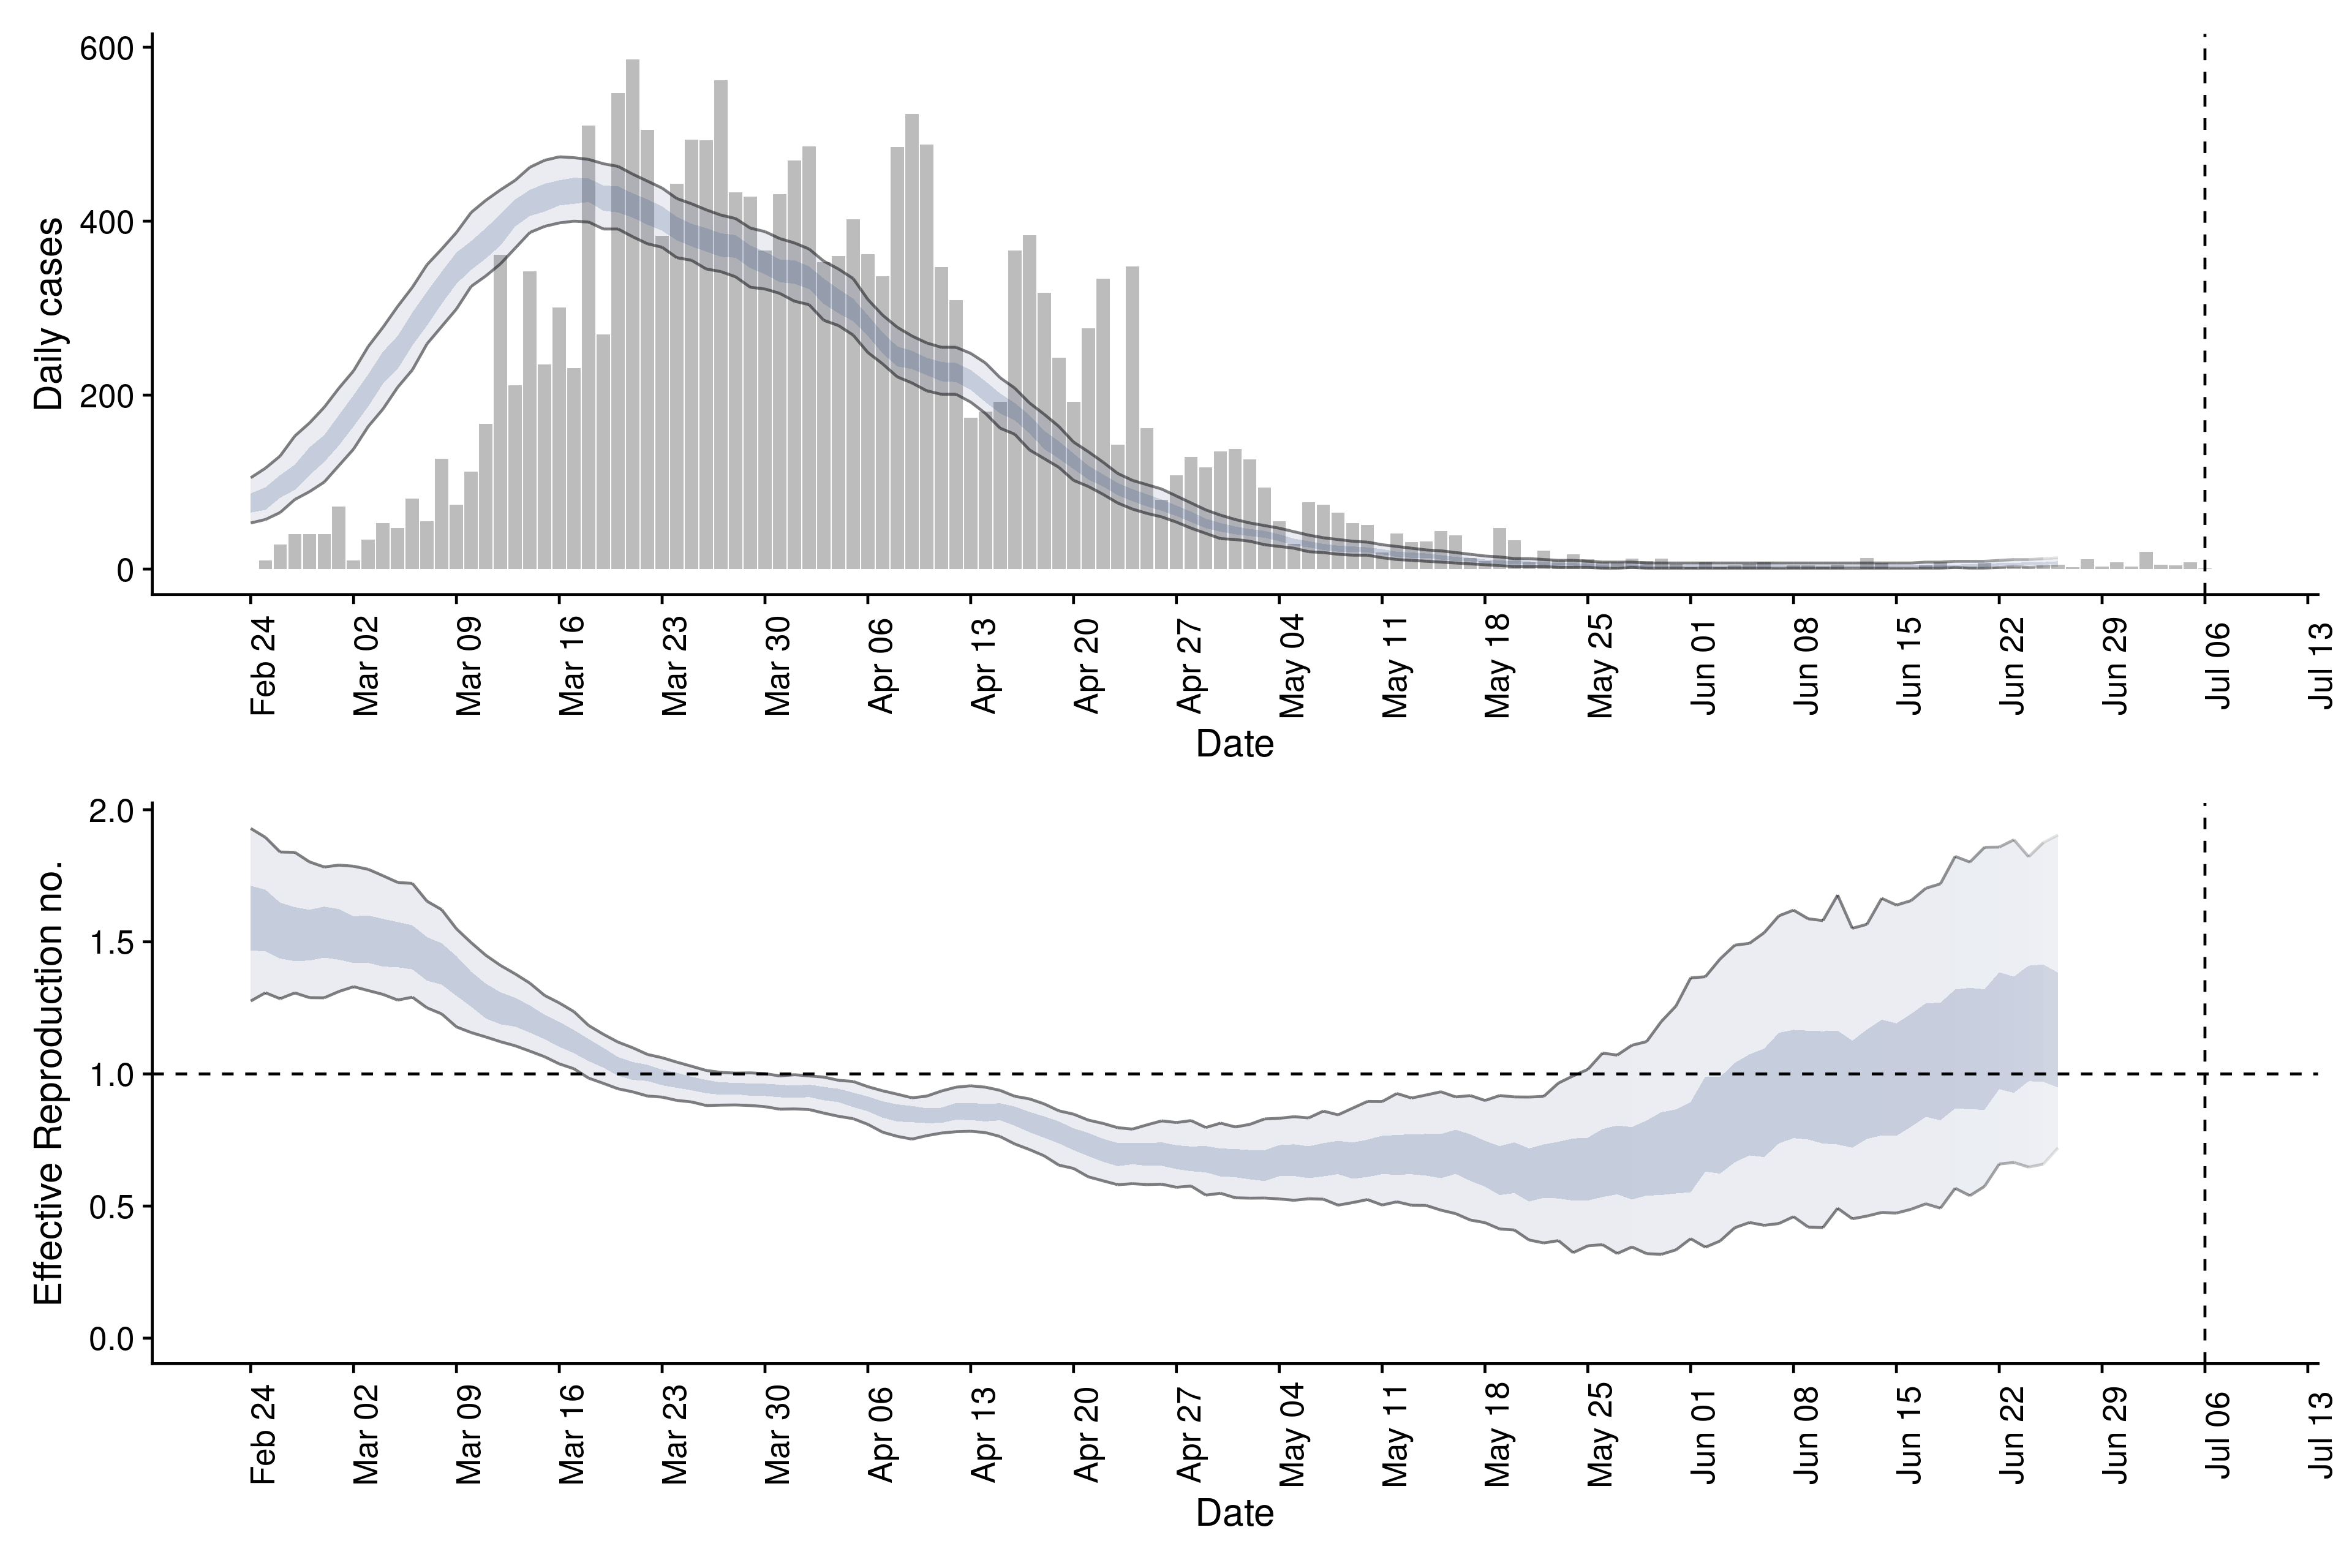 600
400
200
0
Daily cases
Feb 24
Mar 02
Mar 09
Mar 16
Mar 23
Mar 30
Apr 06
Apr 13
Apr 20
Apr 27
May 04
May 11
May 18
May 25
Jun 01
Jun 08
Jun 15
Jun 22
Jun 29
Jul 06
Jul 13
Date
2.0
1.5
1.0
0.5
0.0
Effective Reproduction no.
Feb 24
Mar 02
Mar 09
Mar 16
Mar 23
Mar 30
Apr 06
Apr 13
Apr 20
Apr 27
May 04
May 11
May 18
May 25
Jun 01
Jun 08
Jun 15
Jun 22
Jun 29
Jul 06
Jul 13
Date